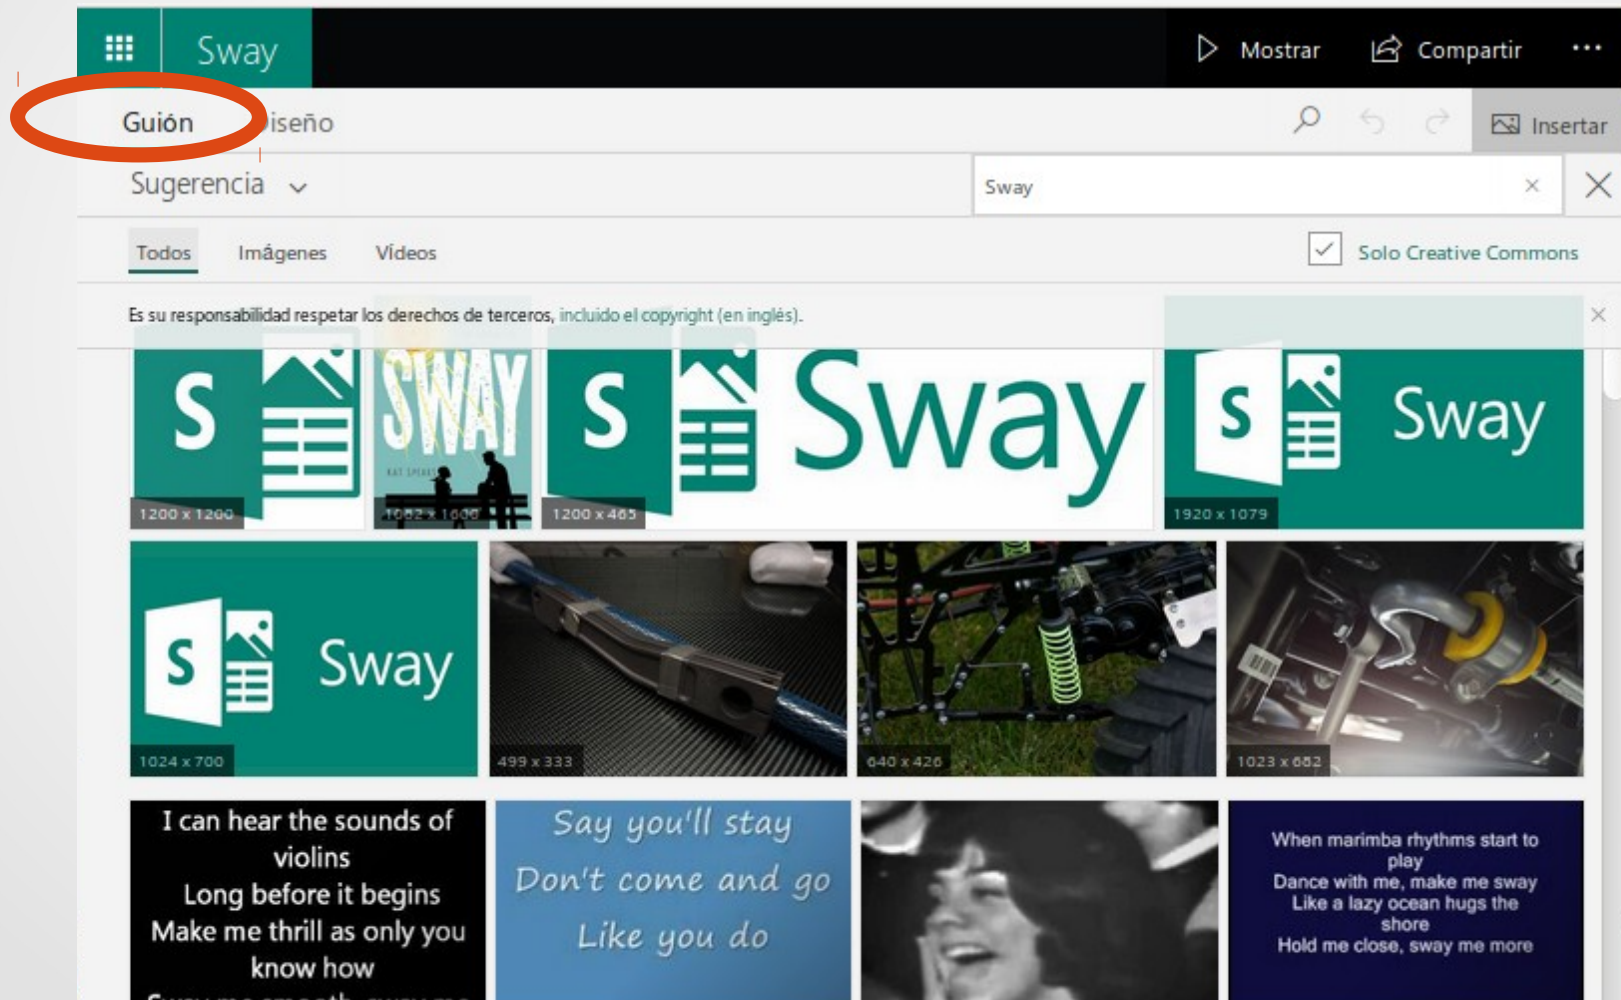 Sway
Mostrar
Compartir
Guión
iseño
Insertar
Sugerencia
Sway
Todos
Imágenes
Vídeos
Solo Creative Commons
Es su responsabilidad respetar los derechos de terceros, incluido el copyright (en inglés).
S
SWAY
S
Sway
S
Sway
1200 x 1200
1200 x 465
1920 x 1079
S
Sway
1024 x 700
499 x 333
640 x 426
1023 x 682
I can hear the sounds of
violins
Long before it begins
Make me thrill as only you
know how
Say you'll stay
Don't come and go
Like you do
When marimba rhythms start to
play
Dance with me, make me sway
Like a lazy ocean hugs the
shore
Hold me close, sway me more